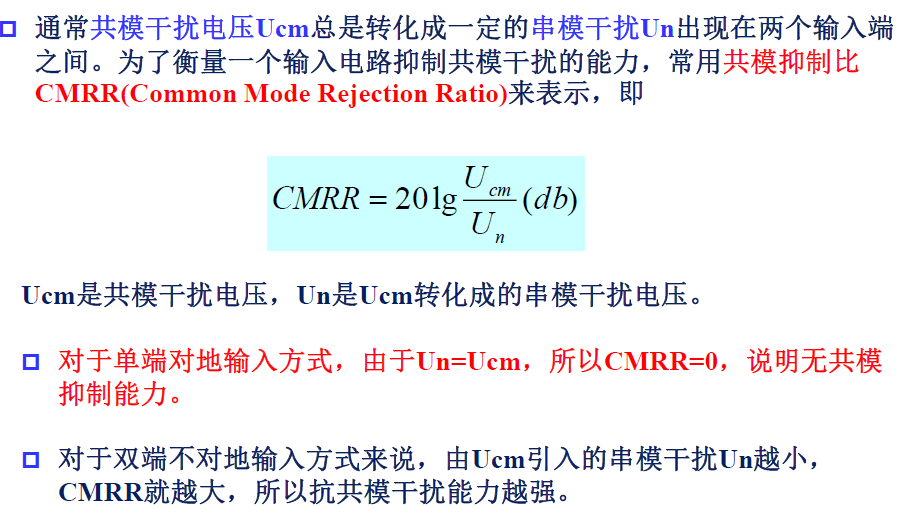 通常共模干扰电压Ucm总是转化成一定的串模干扰Un出现在两个输入端
之间。为了衡量一个输入电路抑制共模干扰的能力，常用共模抑制比
CMRR(Common Mode Rejection Ratio)来表示，即
CMRR = 20 lg U_cm / U_n (db)
Ucm是共模干扰电压，Un是Ucm转化成的串模干扰电压。
对于单端对地输入方式，由于Un=Ucm，所以CMRR=0，说明无共模
抑制能力。
对于双端不对地输入方式来说，由Ucm引入的串模干扰Un越小，
CMRR就越大，所以抗共模干扰能力越强。